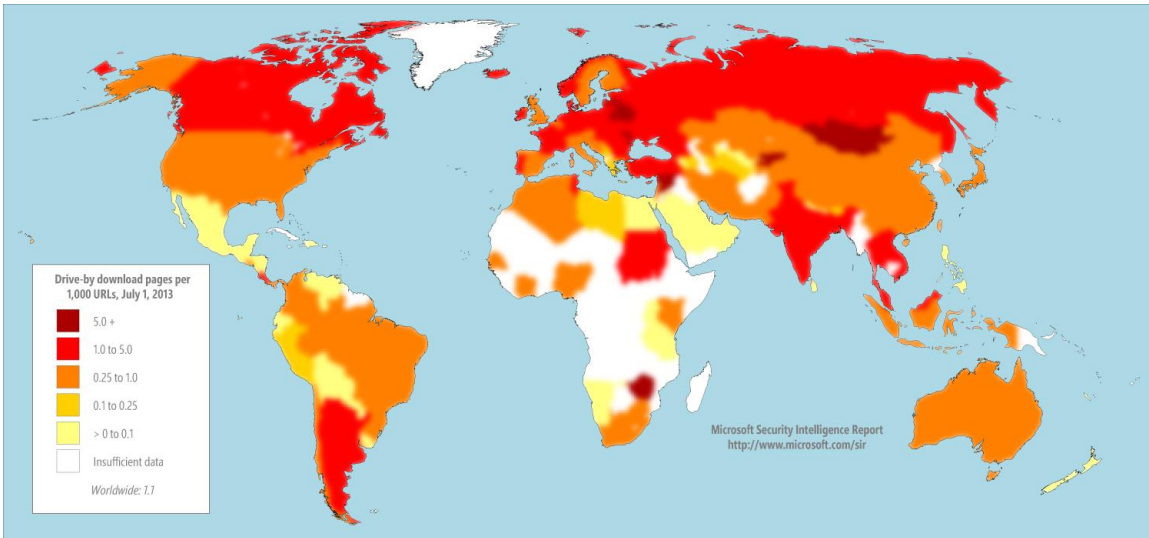 Drive-by download pages per
1,000 URLs, July 1, 2013
5.0 +
1.0 to 5.0
0.25 to 1.0
0.1 to 0.25
> 0 to 0.1
Insufficient data
Worldwide: 1.1
Microsoft Security Intelligence Report
http://www.microsoft.com/sir